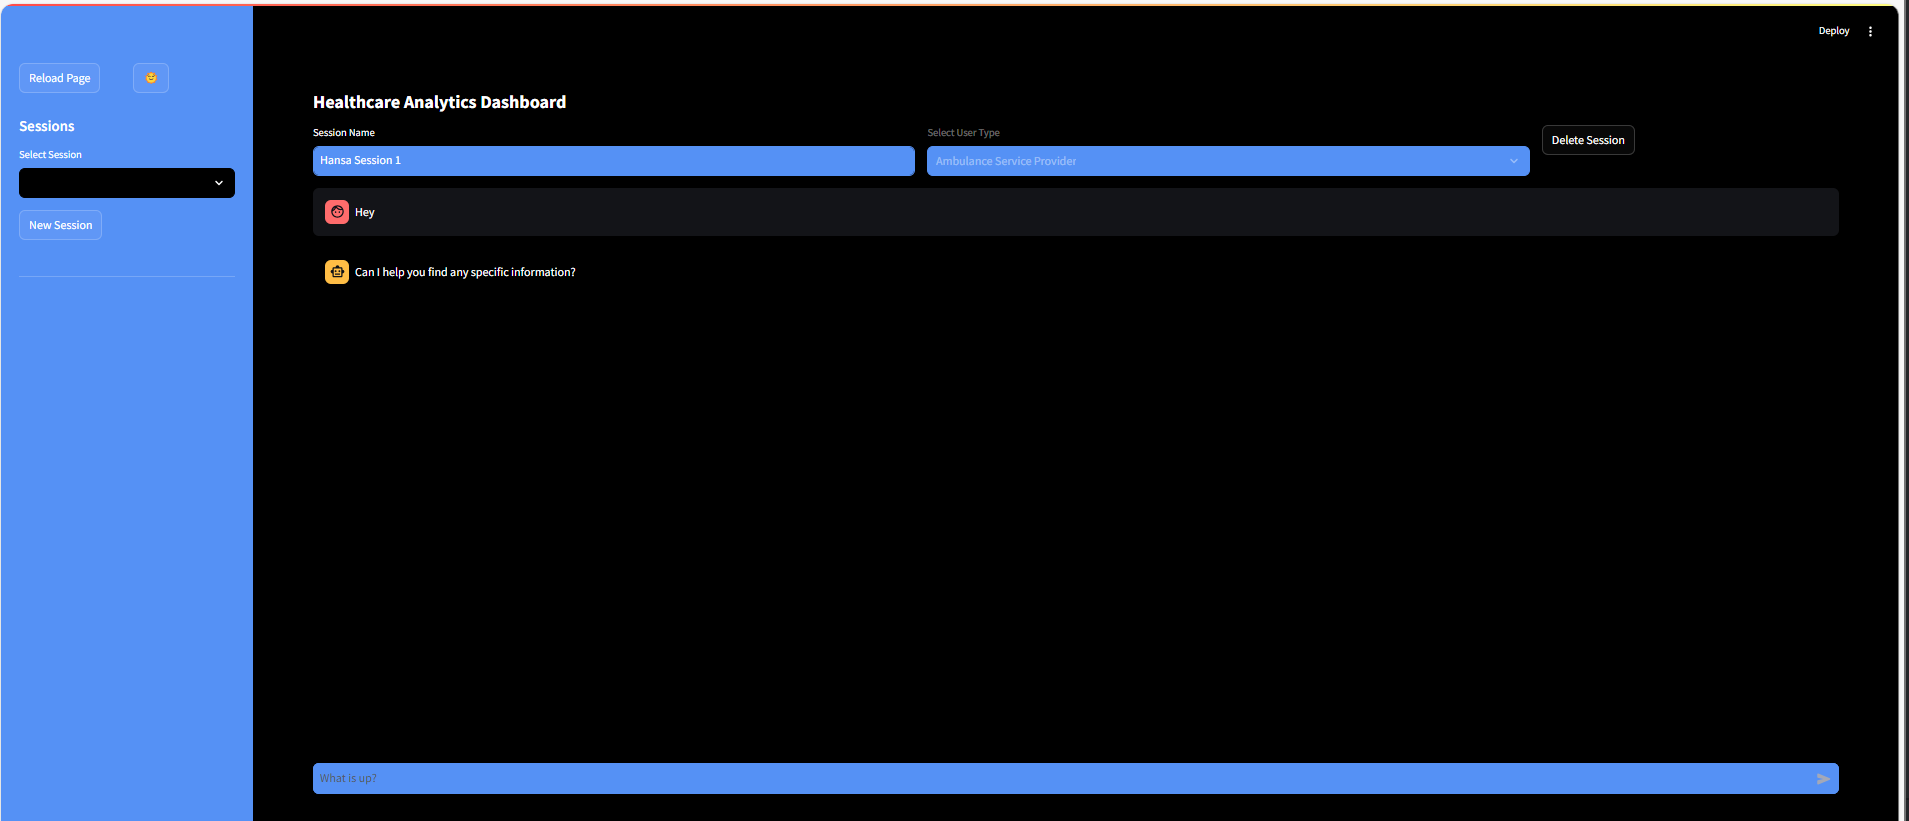 Deploy
Reload Page
Sessions
Select Session
New Session
Healthcare Analytics Dashboard
Session Name
Select User Type
Hansa Session 1
Ambulance Service Provider
Delete Session
Hey
Can I help you find any specific information?
What is up?